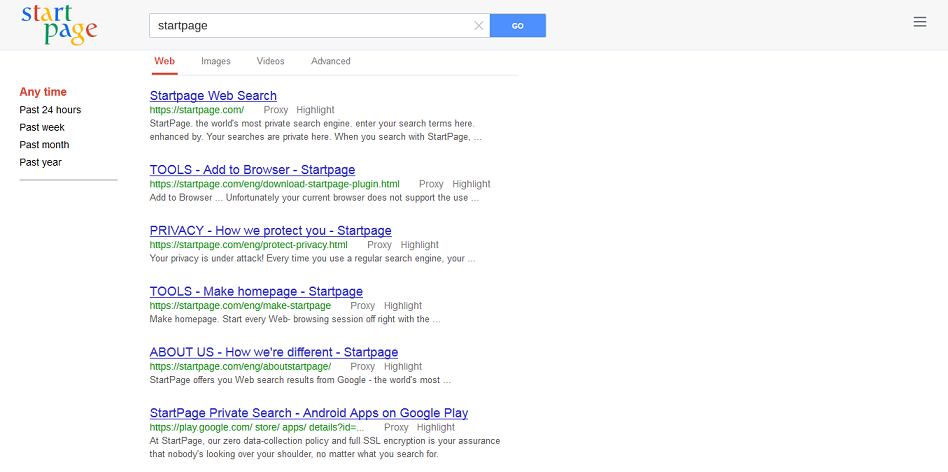 start
page
startpage
GO
Web Images Videos Advanced
Any time
Past 24 hours
Past week
Past month
Past year
Startpage Web Search
https://startpage.com/ Proxy Highlight
StartPage. the world's most private search engine. enter your search terms here.
enhanced by. Your searches are private here. When you search with StartPage, ...
TOOLS - Add to Browser - Startpage
https://startpage.com/eng/download-startpage-plugin.html Proxy Highlight
Add to Browser ... Unfortunately your current browser does not support the use ...
PRIVACY - How we protect you - Startpage
https://startpage.com/eng/protect-privacy.html Proxy Highlight
Your privacy is under attack! Every time you use a regular search engine, your ...
TOOLS - Make homepage - Startpage
https://startpage.com/eng/make-startpage Proxy Highlight
Make homepage. Start every Web- browsing session off right with the ...
ABOUT US - How we're different - Startpage
https://startpage.com/eng/aboutstartpage/ Proxy Highlight
StartPage offers you Web search results from Google - the world's most ...
StartPage Private Search - Android Apps on Google Play
https://play.google.com/ store/ apps/ details?id=... Proxy Highlight
At StartPage, our zero data-collection policy and full SSL encryption is your assurance
that nobody's looking over your shoulder, no matter what you search for.